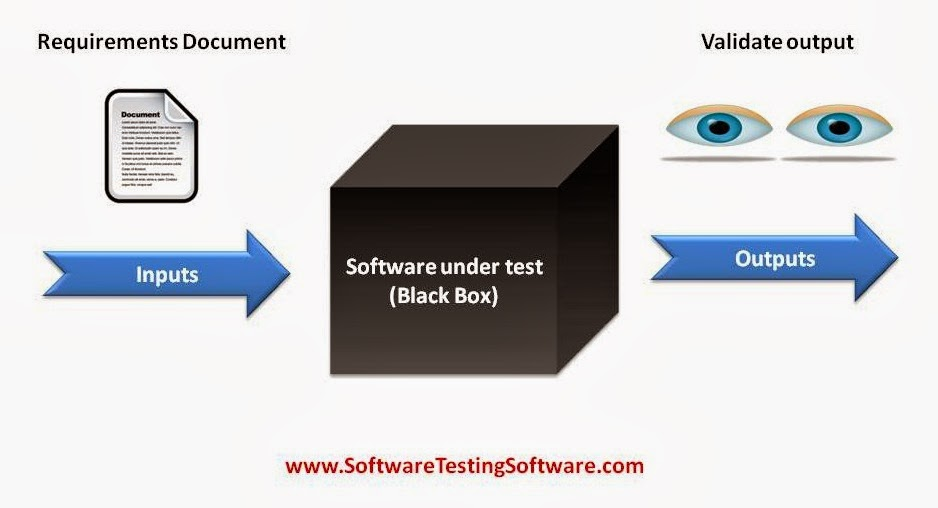 Requirements Document
Validate output
Document
Inputs
Software under test
(Black Box)
Outputs
www.SoftwareTestingSoftware.com